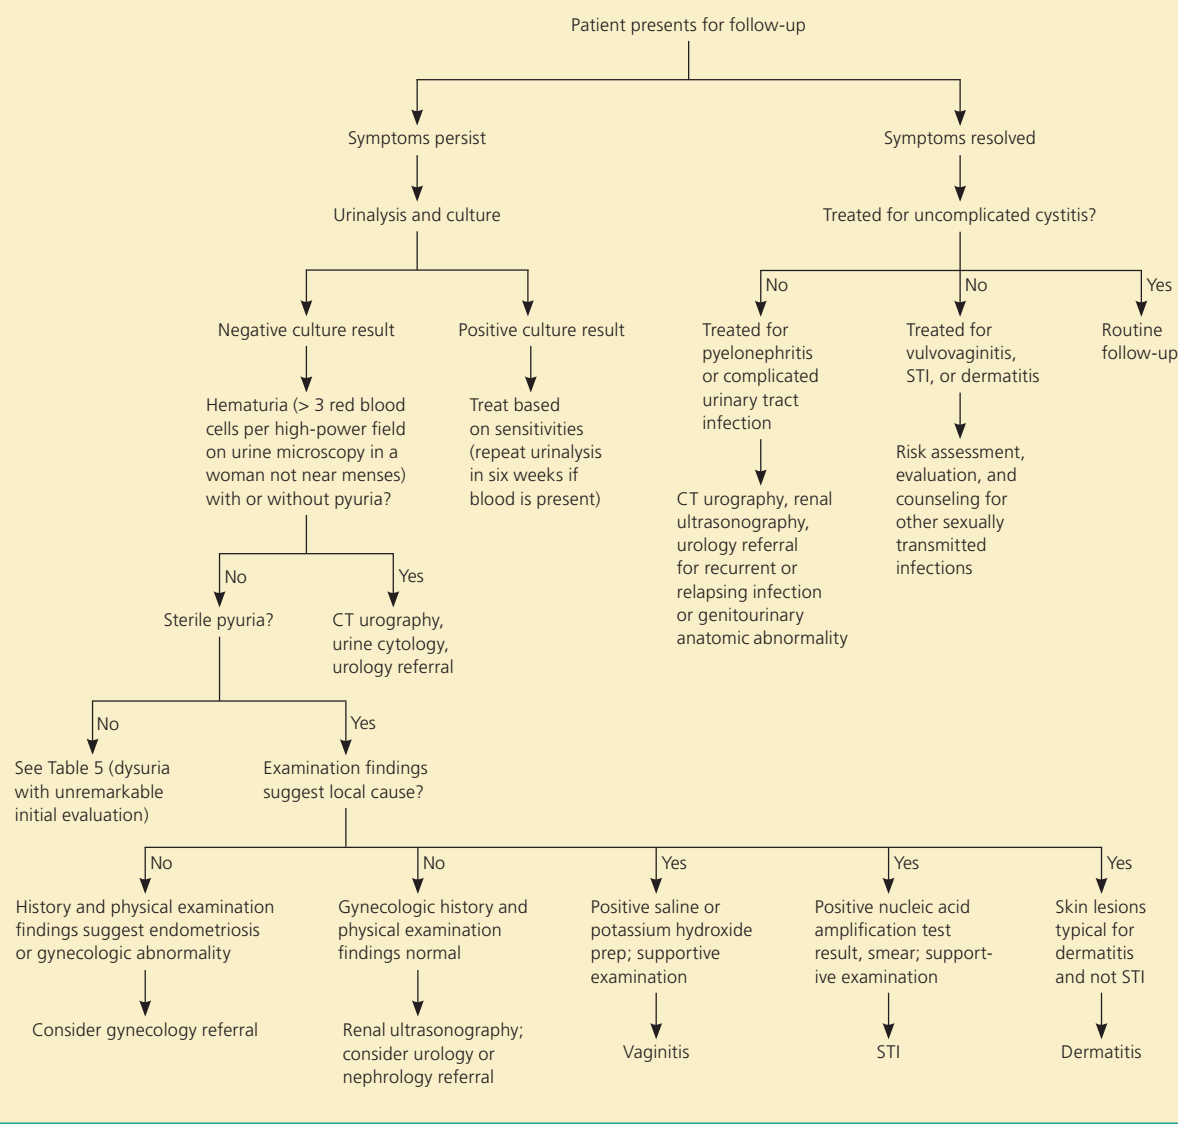 Patient presents for follow-up
Symptoms persist
Symptoms resolved
Urinalysis and culture
Treated for uncomplicated cystitis?
No
No
Yes
Negative culture result
Positive culture result
Treated for
pyelonephritis
or complicated
urinary tract
infection
Treated for
vulvovaginitis,
STI, or dermatitis
Routine
follow-up
Hematuria (> 3 red blood
cells per high-power field
on urine microscopy in a
woman not near menses)
with or without pyuria?
Treat based
on sensitivities
(repeat urinalysis
in six weeks if
blood is present)
CT urography, renal
ultrasonography,
urology referral
for recurrent or
relapsing infection
or genitourinary
anatomic abnormality
Risk assessment,
evaluation, and
counseling for
other sexually
transmitted
infections
No
Yes
Sterile pyuria?
CT urography,
urine cytology,
urology referral
No
Yes
See Table 5 (dysuria
with unremarkable
initial evaluation)
Examination findings
suggest local cause?
No
No
Yes
Yes
Yes
History and physical examination
findings suggest endometriosis
or gynecologic abnormality
Gynecologic history and
physical examination
findings normal
Positive saline or
potassium hydroxide
prep; supportive
examination
Positive nucleic acid
amplification test
result, smear; support-
ive examination
Skin lesions
typical for
dermatitis
and not STI
Consider gynecology referral
Renal ultrasonography;
consider urology or
nephrology referral
Vaginitis
STI
Dermatitis